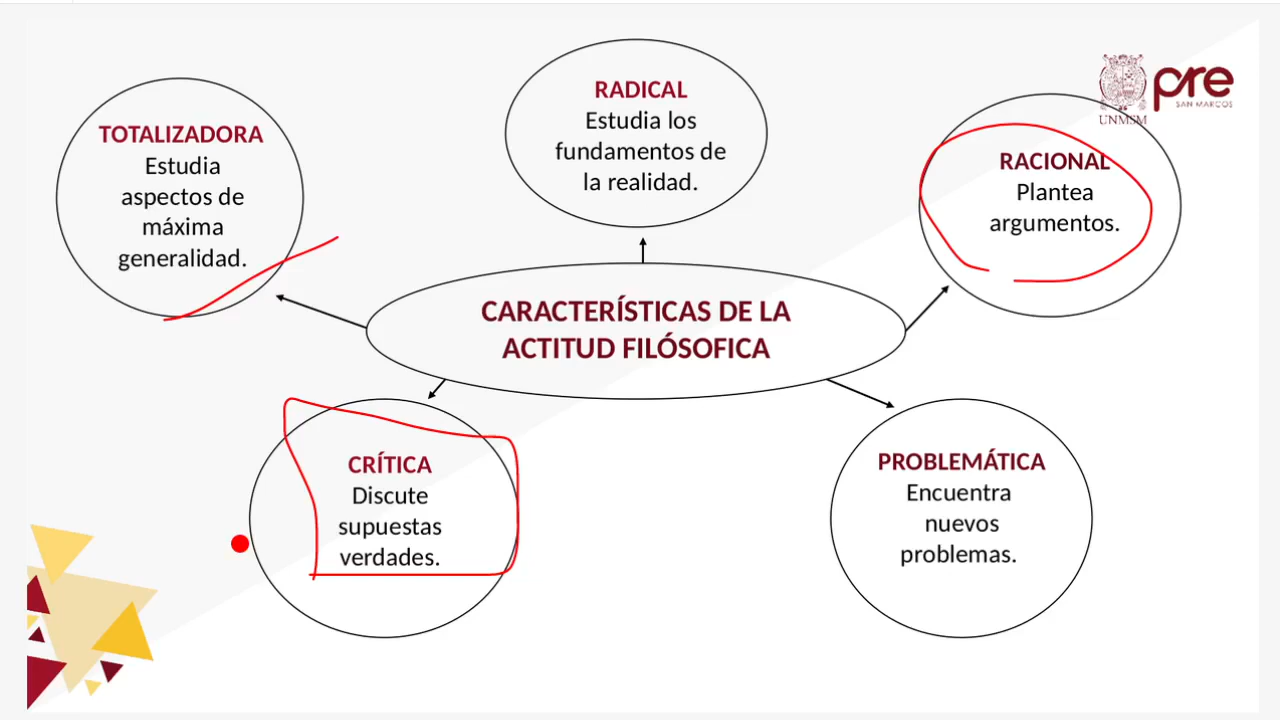 RADICAL
Estudia los
fundamentos de
la realidad.
pre
SAN MARCOS
UNMSM
TOTALIZADORA
Estudia
aspectos de
máxima
generalidad.
RACIONAL
Plantea
argumentos.
CARACTERÍSTICAS DE LA
ACTITUD FILÓSOFICA
CRÍTICA
Discute
supuestas
verdades.
PROBLEMÁTICA
Encuentra
nuevos
problemas.